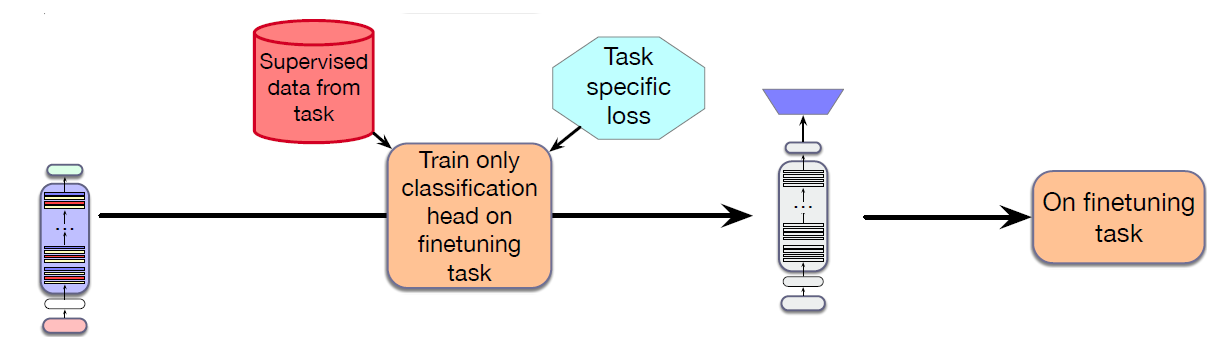 Supervised
data from
task
Task
specific
loss
Train only
classification
head on
finetuning
task
...
...
On finetuning
task